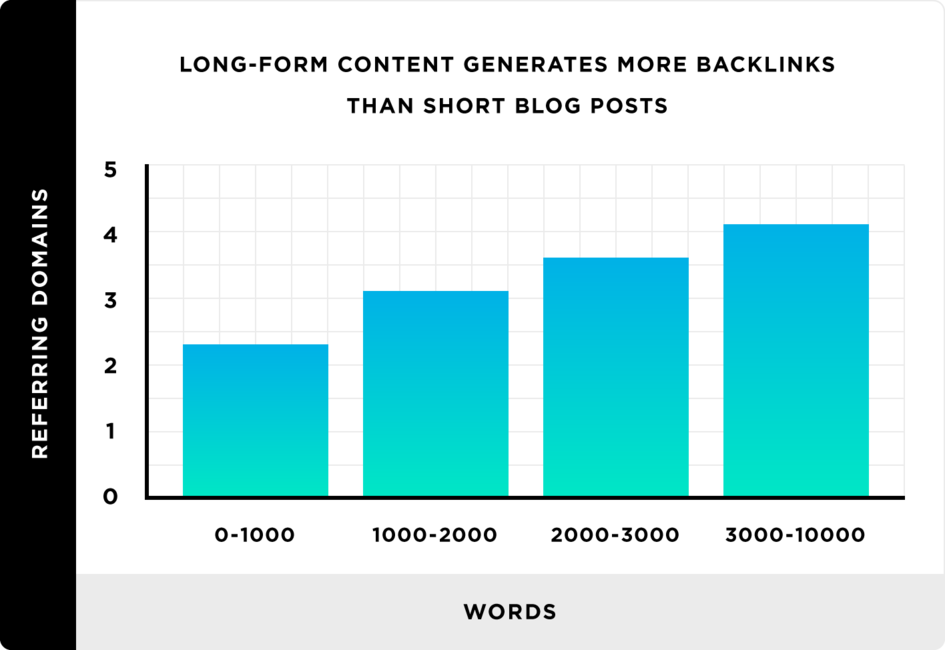 LONG-FORM CONTENT GENERATES MORE BACKLINKS
THAN SHORT BLOG POSTS
REFERRING DOMAINS
5
4
3
2
1
0
0-1000
1000-2000
2000-3000
3000-10000
WORDS